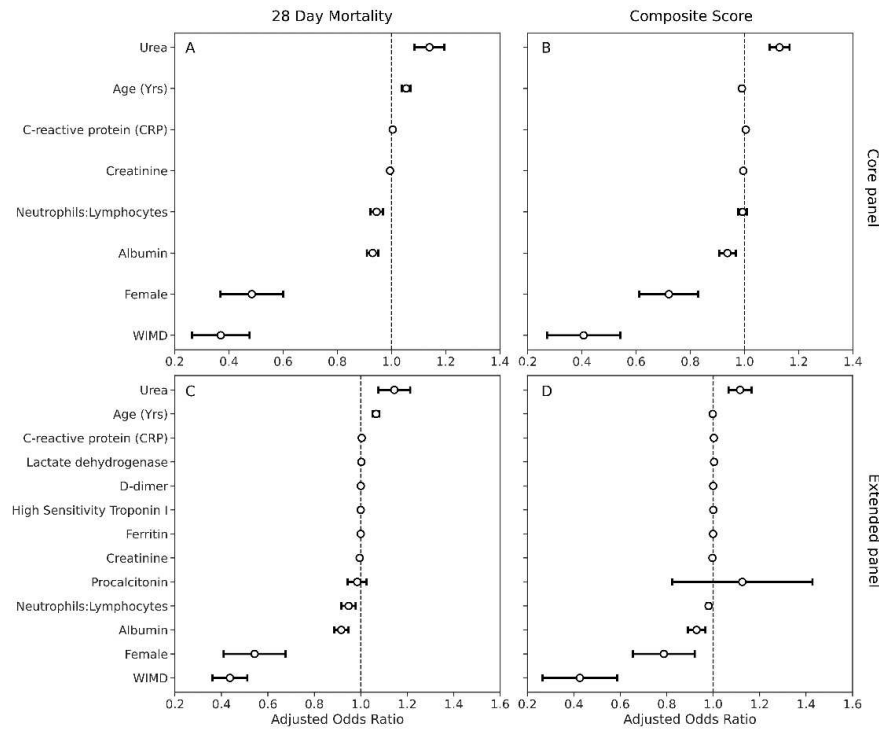 28 Day Mortality
Composite Score
A
B
Urea
Age (Yrs)
C-reactive protein (CRP)
Creatinine
Neutrophils:Lymphocytes
Albumin
Female
WIMD
Core panel
0.2 0.4 0.6 0.8 1.0 1.2 1.4
0.2 0.4 0.6 0.8 1.0 1.2 1.4
C
D
Urea
Age (Yrs)
C-reactive protein (CRP)
Lactate dehydrogenase
D-dimer
High Sensitivity Troponin I
Ferritin
Creatinine
Procalcitonin
Neutrophils:Lymphocytes
Albumin
Female
WIMD
Extended panel
0.2 0.4 0.6 0.8 1.0 1.2 1.4 1.6
0.2 0.4 0.6 0.8 1.0 1.2 1.4 1.6
Adjusted Odds Ratio
Adjusted Odds Ratio